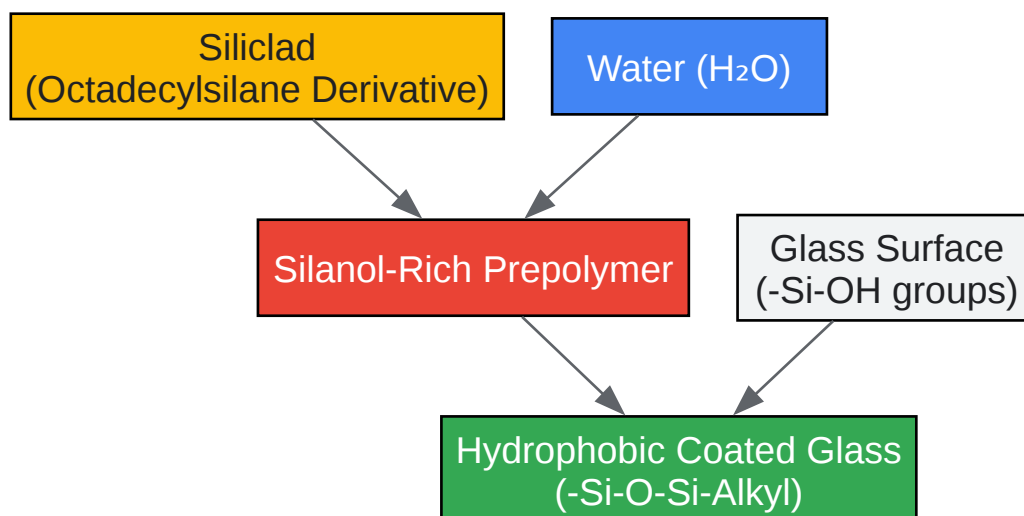 Siliclad
(Octadecylsilane Derivative)
Water (H₂O)
Silanol-Rich Prepolymer
Glass Surface
(-Si-OH groups)
Hydrophobic Coated Glass
(-Si-O-Si-Alkyl)